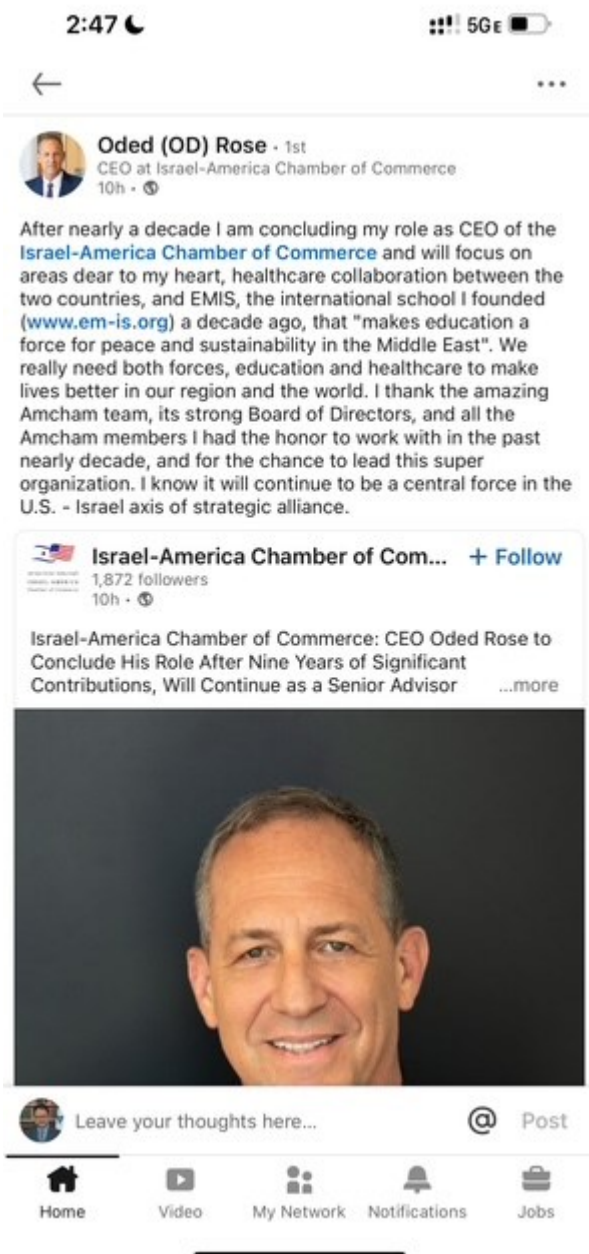 2:47
5GE
Oded (OD) Rose · 1st
CEO at Israel-America Chamber of Commerce
10h ·
After nearly a decade I am concluding my role as CEO of the
Israel-America Chamber of Commerce and will focus on
areas dear to my heart, healthcare collaboration between the
two countries, and EMIS, the international school I founded
(www.em-is.org) a decade ago, that "makes education a
force for peace and sustainability in the Middle East". We
really need both forces, education and healthcare to make
lives better in our region and the world. I thank the amazing
Amcham team, its strong Board of Directors, and all the
Amcham members I had the honor to work with in the past
nearly decade, and for the chance to lead this super
organization. I know it will continue to be a central force in the
U.S. - Israel axis of strategic alliance.
Israel-America Chamber of Com... + Follow
1,872 followers
10h ·
Israel-America Chamber of Commerce: CEO Oded Rose to
Conclude His Role After Nine Years of Significant
Contributions, Will Continue as a Senior Advisor ...more
Leave your thoughts here... @ Post
Home Video My Network Notifications Jobs